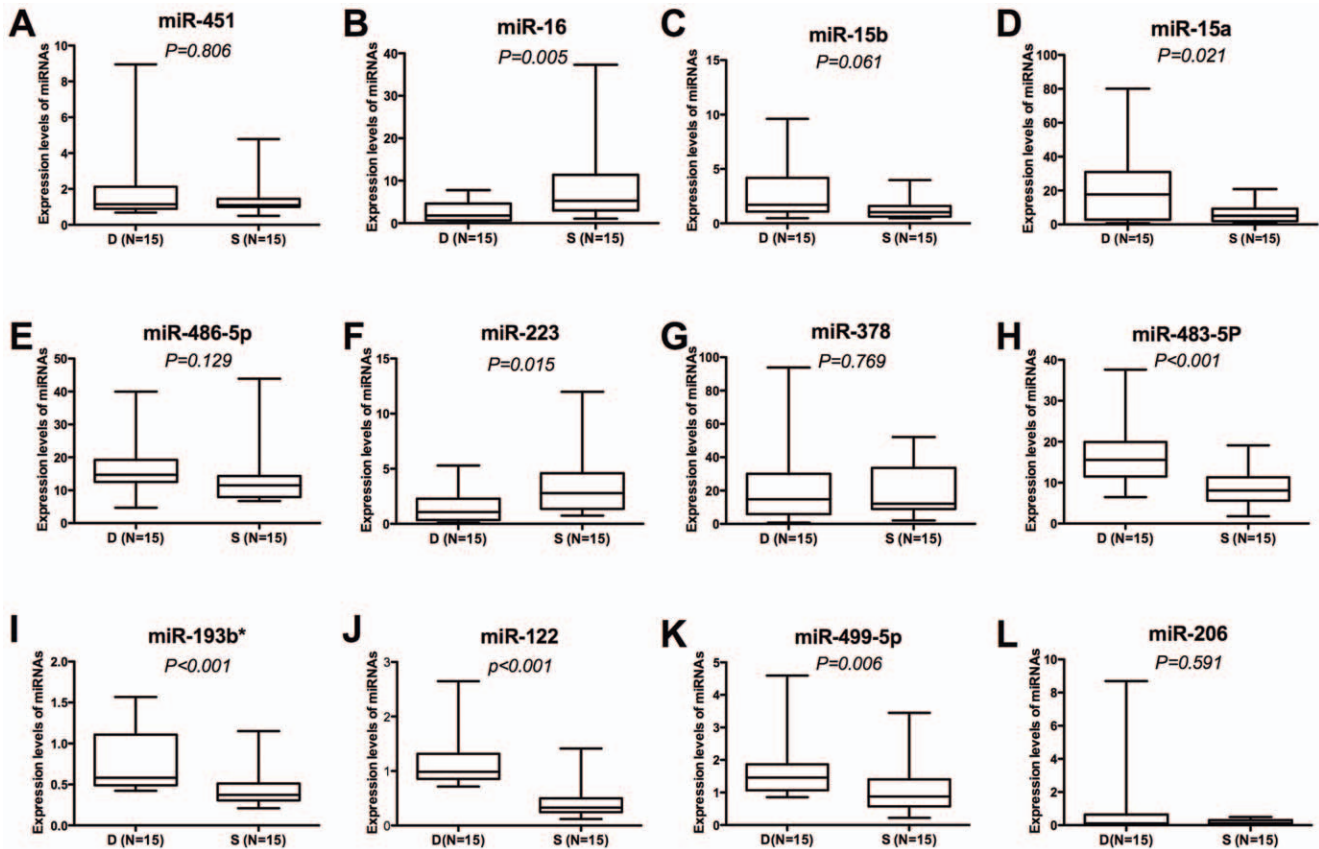 A
miR-451
P=0.806
Expression levels of miRNAs
10
8
6
4
2
0
D (N=15)
S (N=15)
B
miR-16
P=0.005
Expression levels of miRNAs
40
30
20
10
0
D (N=15)
S (N=15)
C
miR-15b
P=0.061
Expression levels of miRNAs
15
10
5
0
D (N=15)
S (N=15)
D
miR-15a
P=0.021
Expression levels of miRNAs
100
80
60
40
20
0
D (N=15)
S (N=15)
E
miR-486-5p
P=0.129
Expression levels of miRNAs
50
40
30
20
10
0
D (N=15)
S (N=15)
F
miR-223
P=0.015
Expression levels of miRNAs
15
10
5
0
D (N=15)
S (N=15)
G
miR-378
P=0.769
Expression levels of miRNAs
100
80
60
40
20
0
D (N=15)
S (N=15)
H
miR-483-5P
P<0.001
Expression levels of miRNAs
40
30
20
10
0
D (N=15)
S (N=15)
I
miR-193b*
P<0.001
Expression levels of miRNAs
2.0
1.5
1.0
0.5
0.0
D (N=15)
S (N=15)
J
miR-122
p<0.001
Expression levels of miRNAs
3
2
1
0
D (N=15)
S (N=15)
K
miR-499-5p
P=0.006
Expression levels of miRNAs
5
4
3
2
1
0
D(N=15)
S (N=15)
L
miR-206
P=0.591
Expression levels of miRNAs
10
8
6
4
2
0
D(N=15)
S (N=15)